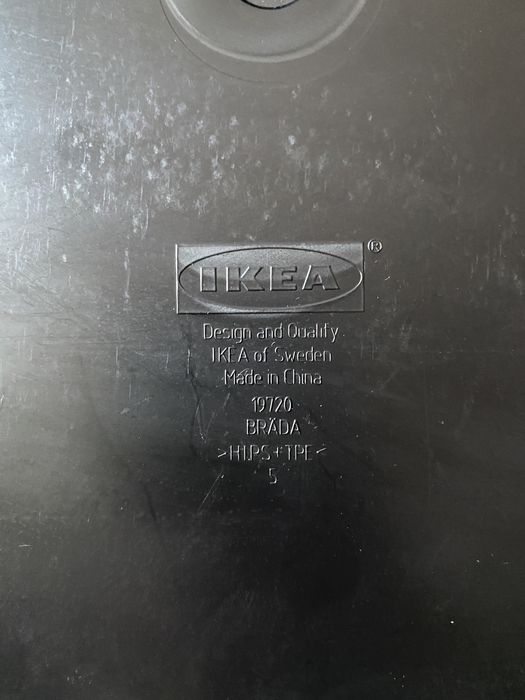 IKEA®
Design and Quality
IKEA of Sweden
Made in China
19720
BRÄDA
>HIPS+TPE<
5